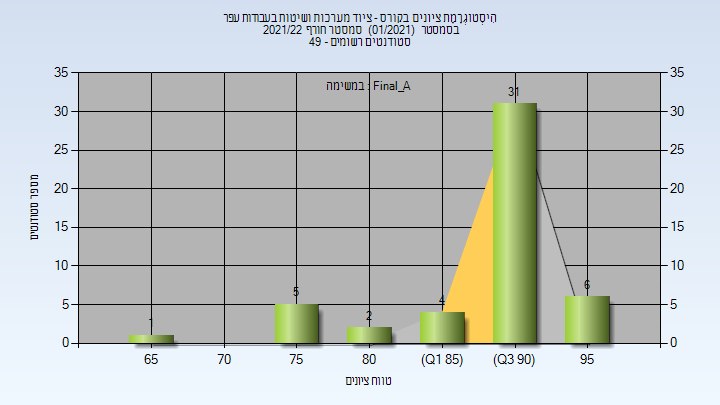 הִיסְטוגְרַמַת ציונים בקורס - ציוד מערכות ושיטות בעבודות עפר
בסמסטר (01/2021) סמסטר חורף 2021/22
סטודנטים רשומים - 49
במשימה : Final_A
מספר סטודנטים
35 35
30 30
25 25
20 20
15 15
10 10
5 5
0 0
1 5 2 4 31 6
65 70 75 80 (Q1 85) (Q3 90) 95
טווח ציונים